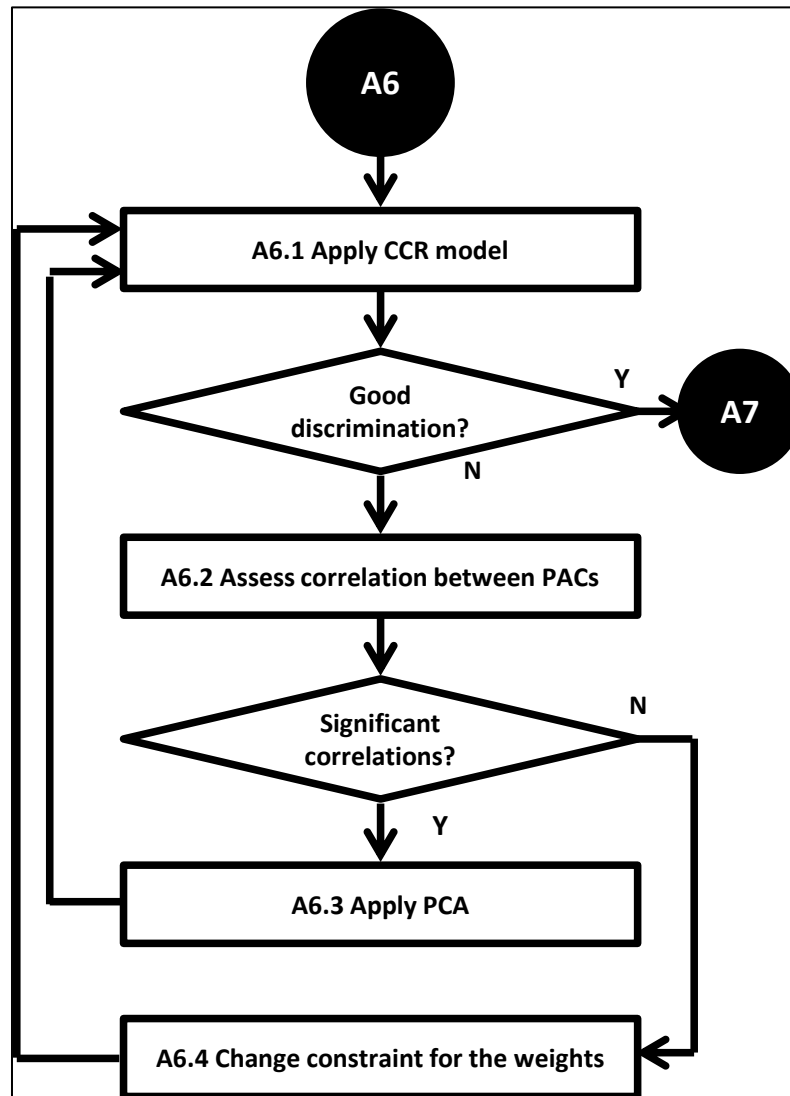 A6
A6.1 Apply CCR model
Good
discrimination?
Y
A7
N
A6.2 Assess correlation between PACs
Significant
correlations?
N
Y
A6.3 Apply PCA
A6.4 Change constraint for the weights